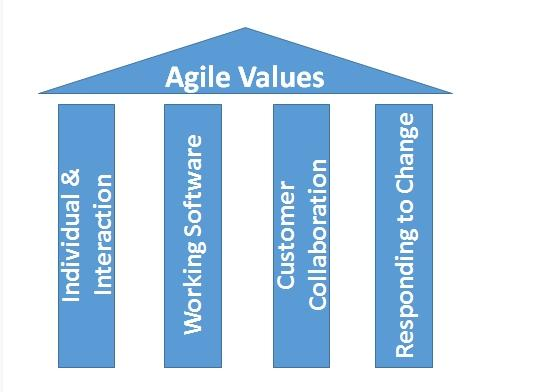 Agile Values
Individual &
Interaction
Working Software
Customer
Collaboration
Responding to Change